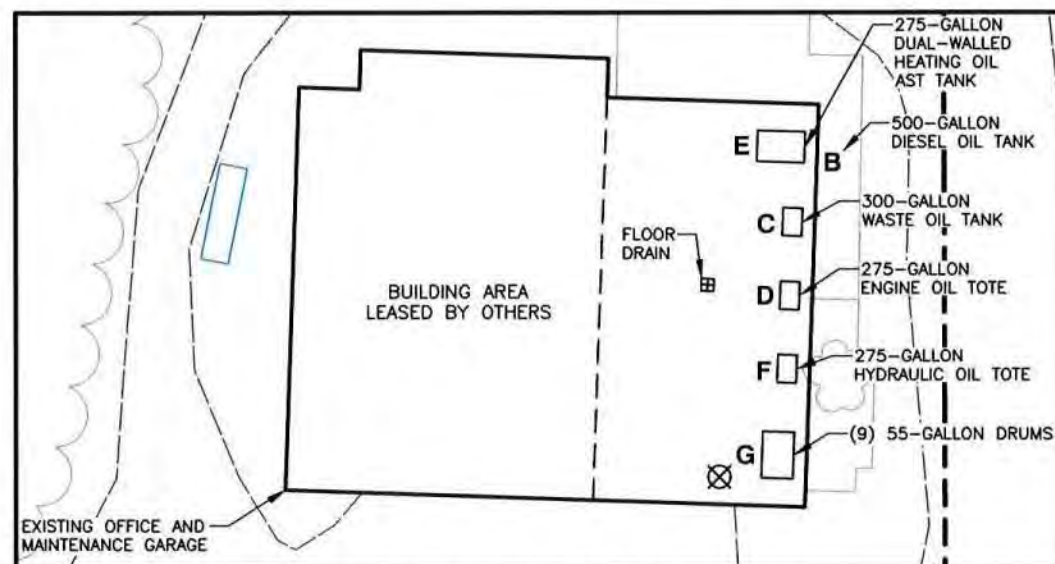 275-GALLON
DUAL-WALLED
HEATING OIL
AST TANK
E
B
500-GALLON
DIESEL OIL TANK
C
300-GALLON
WASTE OIL TANK
FLOOR
DRAIN
D
275-GALLON
ENGINE OIL TOTE
BUILDING AREA
LEASED BY OTHERS
F
275-GALLON
HYDRAULIC OIL TOTE
G
(9) 55-GALLON DRUMS
EXISTING OFFICE AND
MAINTENANCE GARAGE